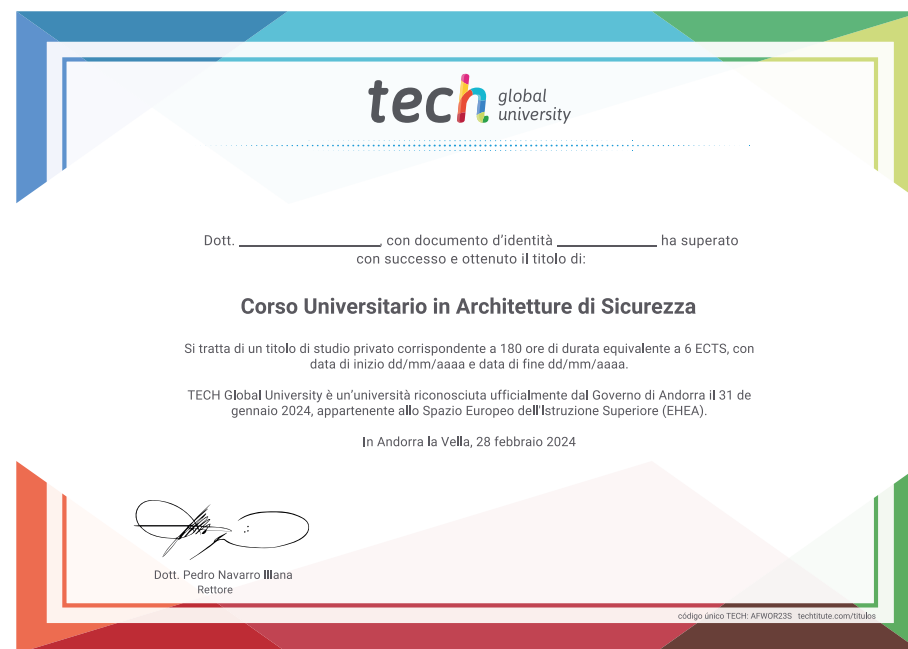 tech global university
Dott. , con documento d'identità ha superato
con successo e ottenuto il titolo di:
Corso Universitario in Architetture di Sicurezza
Si tratta di un titolo di studio privato corrispondente a 180 ore di durata equivalente a 6 ECTS, con
data di inizio dd/mm/aaaa e data di fine dd/mm/aaaa.
TECH Global University è un'università riconosciuta ufficialmente dal Governo di Andorra il 31 de
gennaio 2024, appartenente allo Spazio Europeo dell'Istruzione Superiore (EHEA).
In Andorra la Vella, 28 febbraio 2024
Dott. Pedro Navarro Illana
Rettore
código único TECH: AFWOR23S techtitute.com/titulos